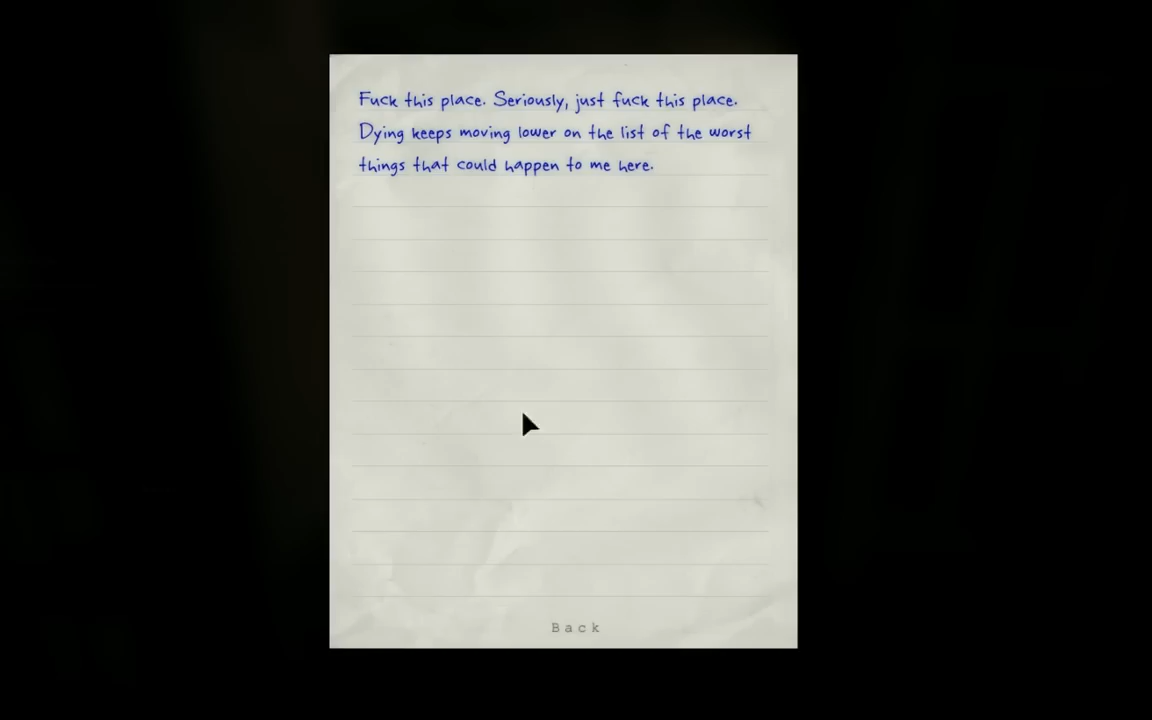 Fuck this place. Seriously, just fuck this place.
Dying keeps moving lower on the list of the worst
things that could happen to me here.
Back